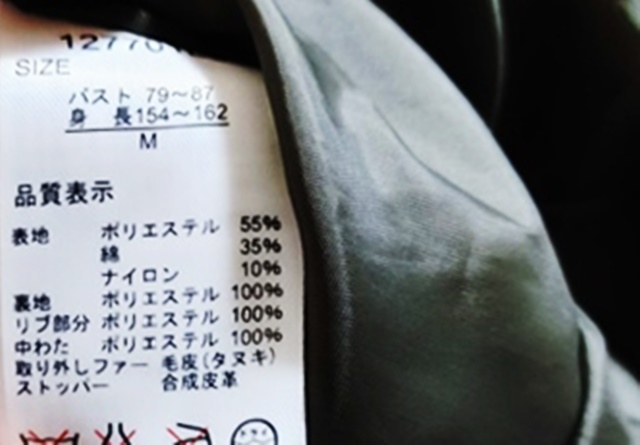 SIZE
バスト 79～87
身 長154～162
M
品質表示
表地 ポリエステル 55%
綿 35%
ナイロン 10%
裏地 ポリエステル 100%
リブ部分 ポリエステル 100%
中わた ポリエステル 100%
取り外しファー 毛皮(タヌキ)
ストッパー 合成皮革